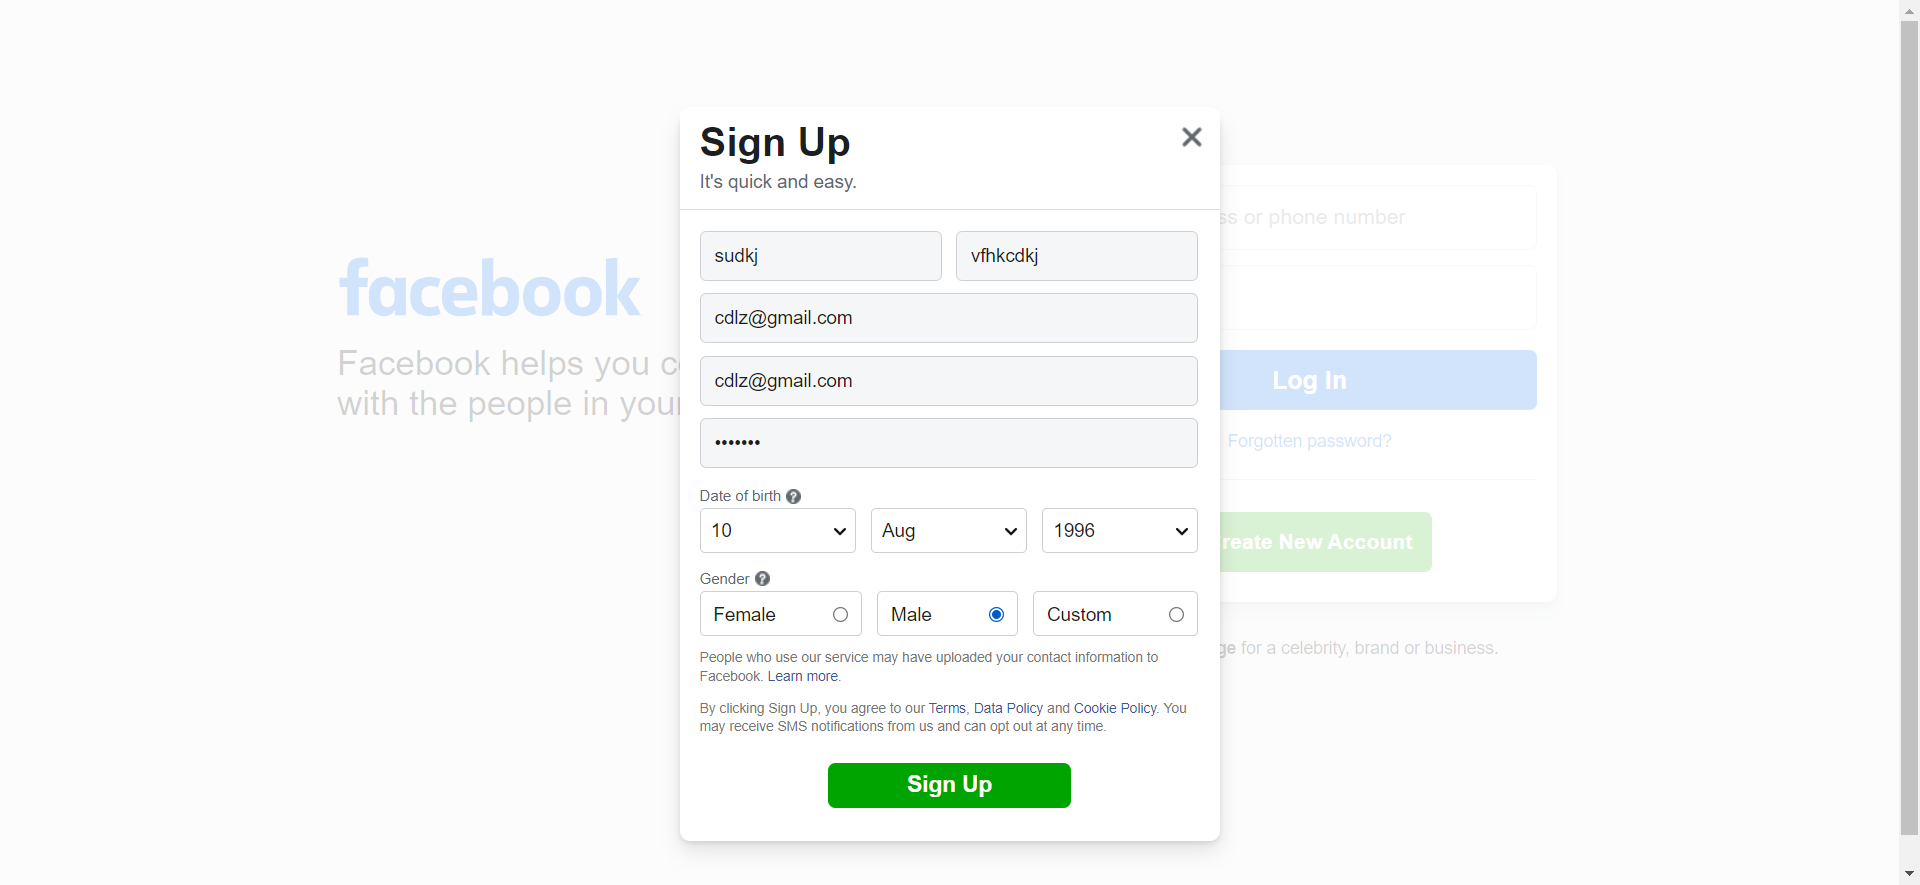 Sign Up
It's quick and easy.
sudkj vfhkcdkj
cdlz@gmail.com
cdlz@gmail.com
•••••••
Date of birth
10 Aug 1996
Gender
Female Male Custom
People who use our service may have uploaded your contact information to
Facebook. Learn more.
By clicking Sign Up, you agree to our Terms, Data Policy and Cookie Policy. You
may receive SMS notifications from us and can opt out at any time.
Sign Up
facebook
Facebook helps you
with the people in your
or phone number
Log In
Forgotten password?
New Account
for a celebrity, brand or business.